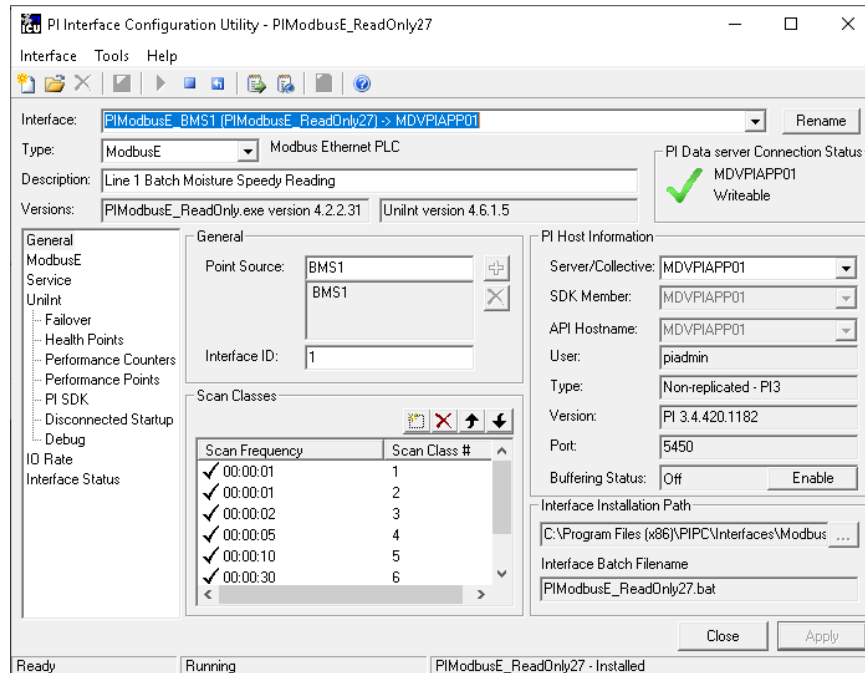 PI Interface Configuration Utility - PIModbusE_ReadOnly27
Interface Tools Help
Interface: PIModbusE_BMS1 (PIModbusE_ReadOnly27) -> MDVPIAPP01 Rename
Type: ModbusE Modbus Ethernet PLC
Description: Line 1 Batch Moisture Speedy Reading
Versions: PIModbusE_ReadOnly.exe version 4.2.2.31 UniInt version 4.6.1.5
PI Data server Connection Status
MDVPIAPP01
Writeable
General
ModbusE
Service
UniInt
Failover
Health Points
Performance Counters
Performance Points
PI SDK
Disconnected Startup
Debug
IO Rate
Interface Status
General
Point Source: BMS1
BMS1
Interface ID: 1
Scan Classes
Scan Frequency Scan Class #
00:00:01 1
00:00:01 2
00:00:02 3
00:00:05 4
00:00:10 5
00:00:30 6
PI Host Information
Server/Collective: MDVPIAPP01
SDK Member: MDVPIAPP01
API Hostname: MDVPIAPP01
User: piadmin
Type: Non-replicated - PI3
Version: PI 3.4.420.1182
Port: 5450
Buffering Status: Off Enable
Interface Installation Path
C:\Program Files (x86)\PIPC\Interfaces\Modbus ...
Interface Batch Filename
PIModbusE_ReadOnly27.bat
Close Apply
Ready Running PIModbusE_ReadOnly27 - Installed